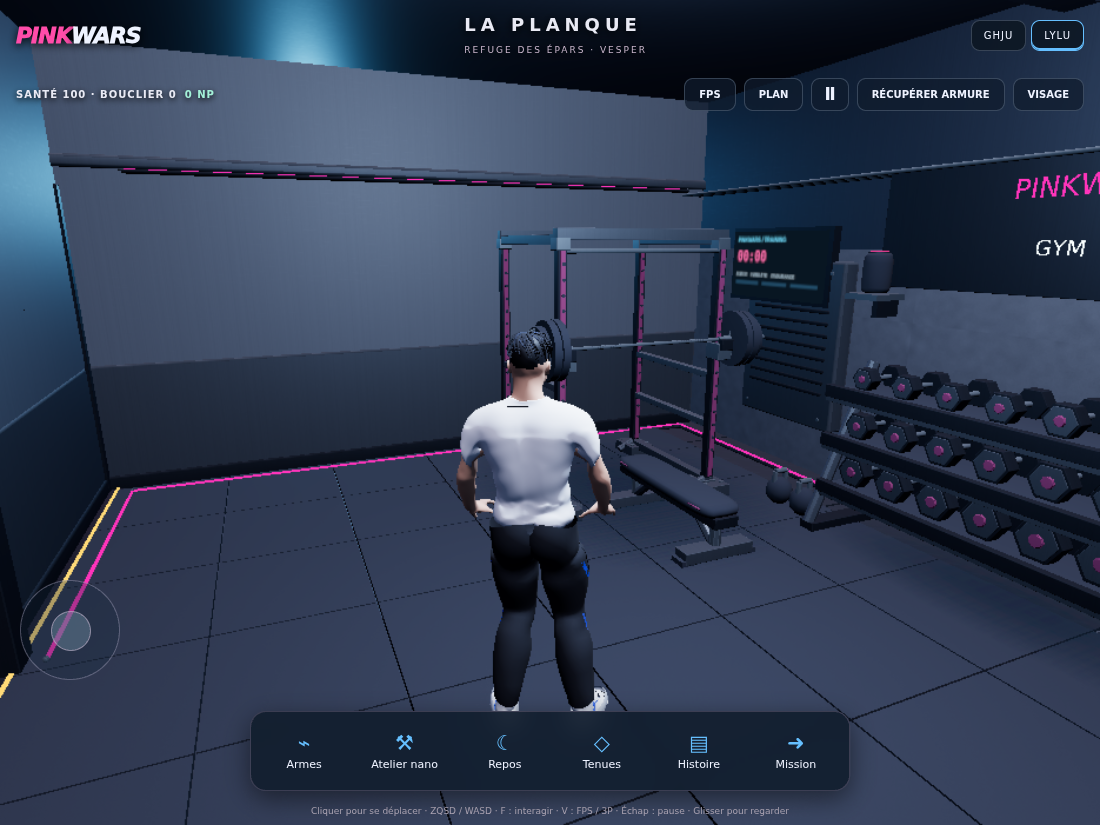 PINKWARS
LA PLANQUE
REFUGE DES ÉPARS · VESPER
GHJU
LYLU
SANTÉ 100 · BOUCLIER 0 0 NP
FPS
PLAN
RÉCUPÉRER ARMURE
VISAGE
PINKW
GYM
00:00
Armes
Atelier nano
Repos
Tenues
Histoire
Mission
Cliquer pour se déplacer · ZQSD / WASD · F : interagir · V : FPS / 3P · Échap : pause · Glisser pour regarder